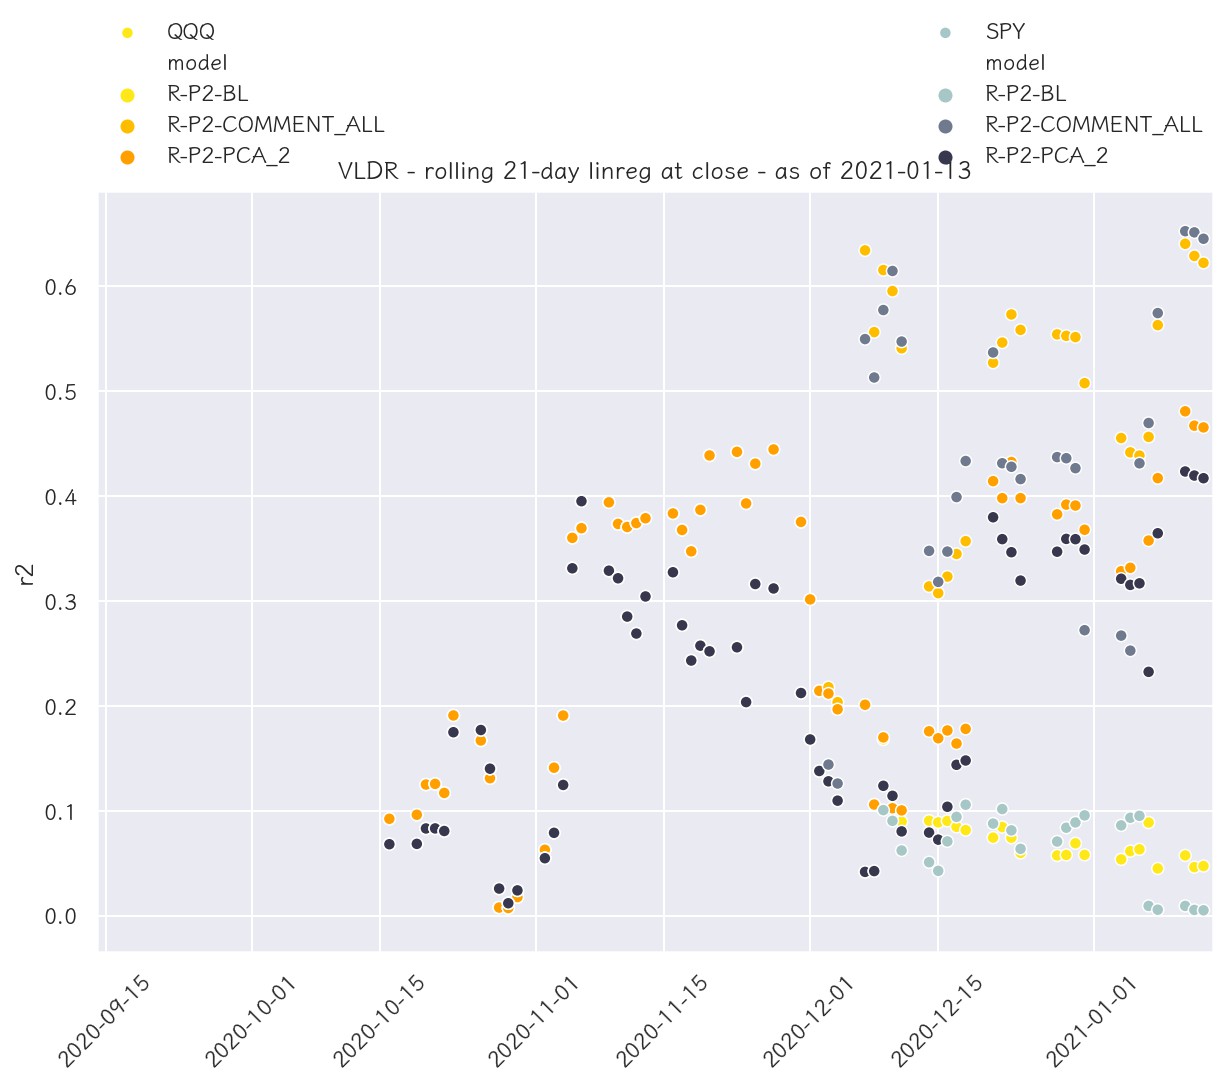 QQQ
model
R-P2-BL
R-P2-COMMENT_ALL
R-P2-PCA_2
SPY
model
R-P2-BL
R-P2-COMMENT_ALL
R-P2-PCA_2
VLDR - rolling 21-day linreg at close - as of 2021-01-13
r2
0.6
0.5
0.4
0.3
0.2
0.1
0.0
2020-09-15
2020-10-01
2020-10-15
2020-11-01
2020-11-15
2020-12-01
2020-12-15
2021-01-01